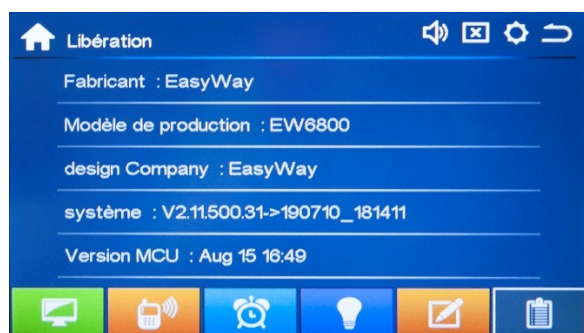 Libération
Fabricant : EasyWay
Modèle de production : EW6800
design Company : EasyWay
système : V2.11.500.31->190710_181411
Version MCU : Aug 15 16:49